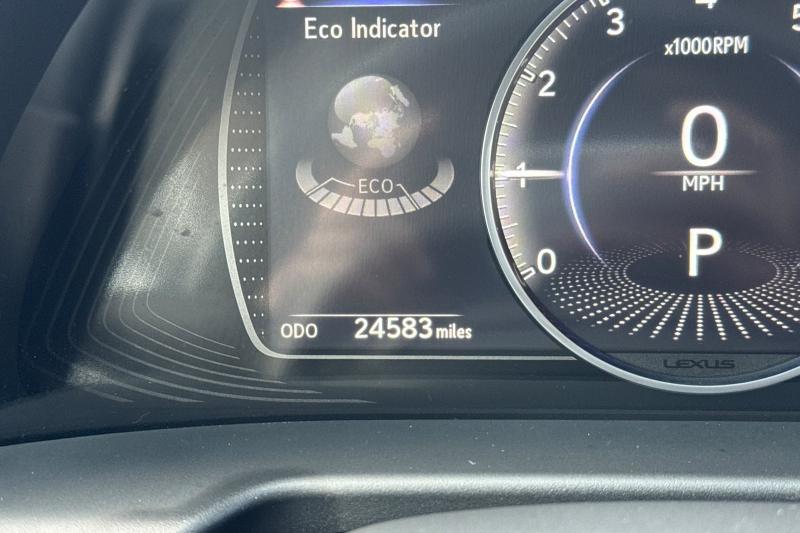 Eco Indicator
ECO
ODO 24583 miles
3
x1000RPM
2
0
MPH
1
P
0
LEXUS